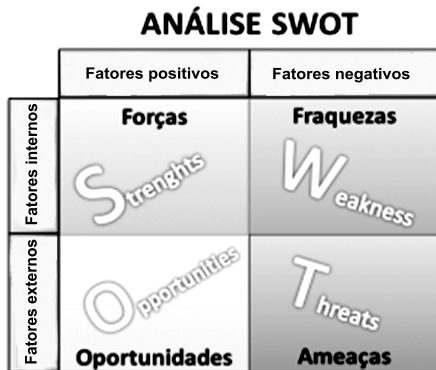 ANÁLISE SWOT
Fatores positivos
Fatores negativos
Fatores internos
Forças
Strenghts
Fraquezas
Weakness
Fatores externos
Opportunities
Oportunidades
Threats
Ameaças